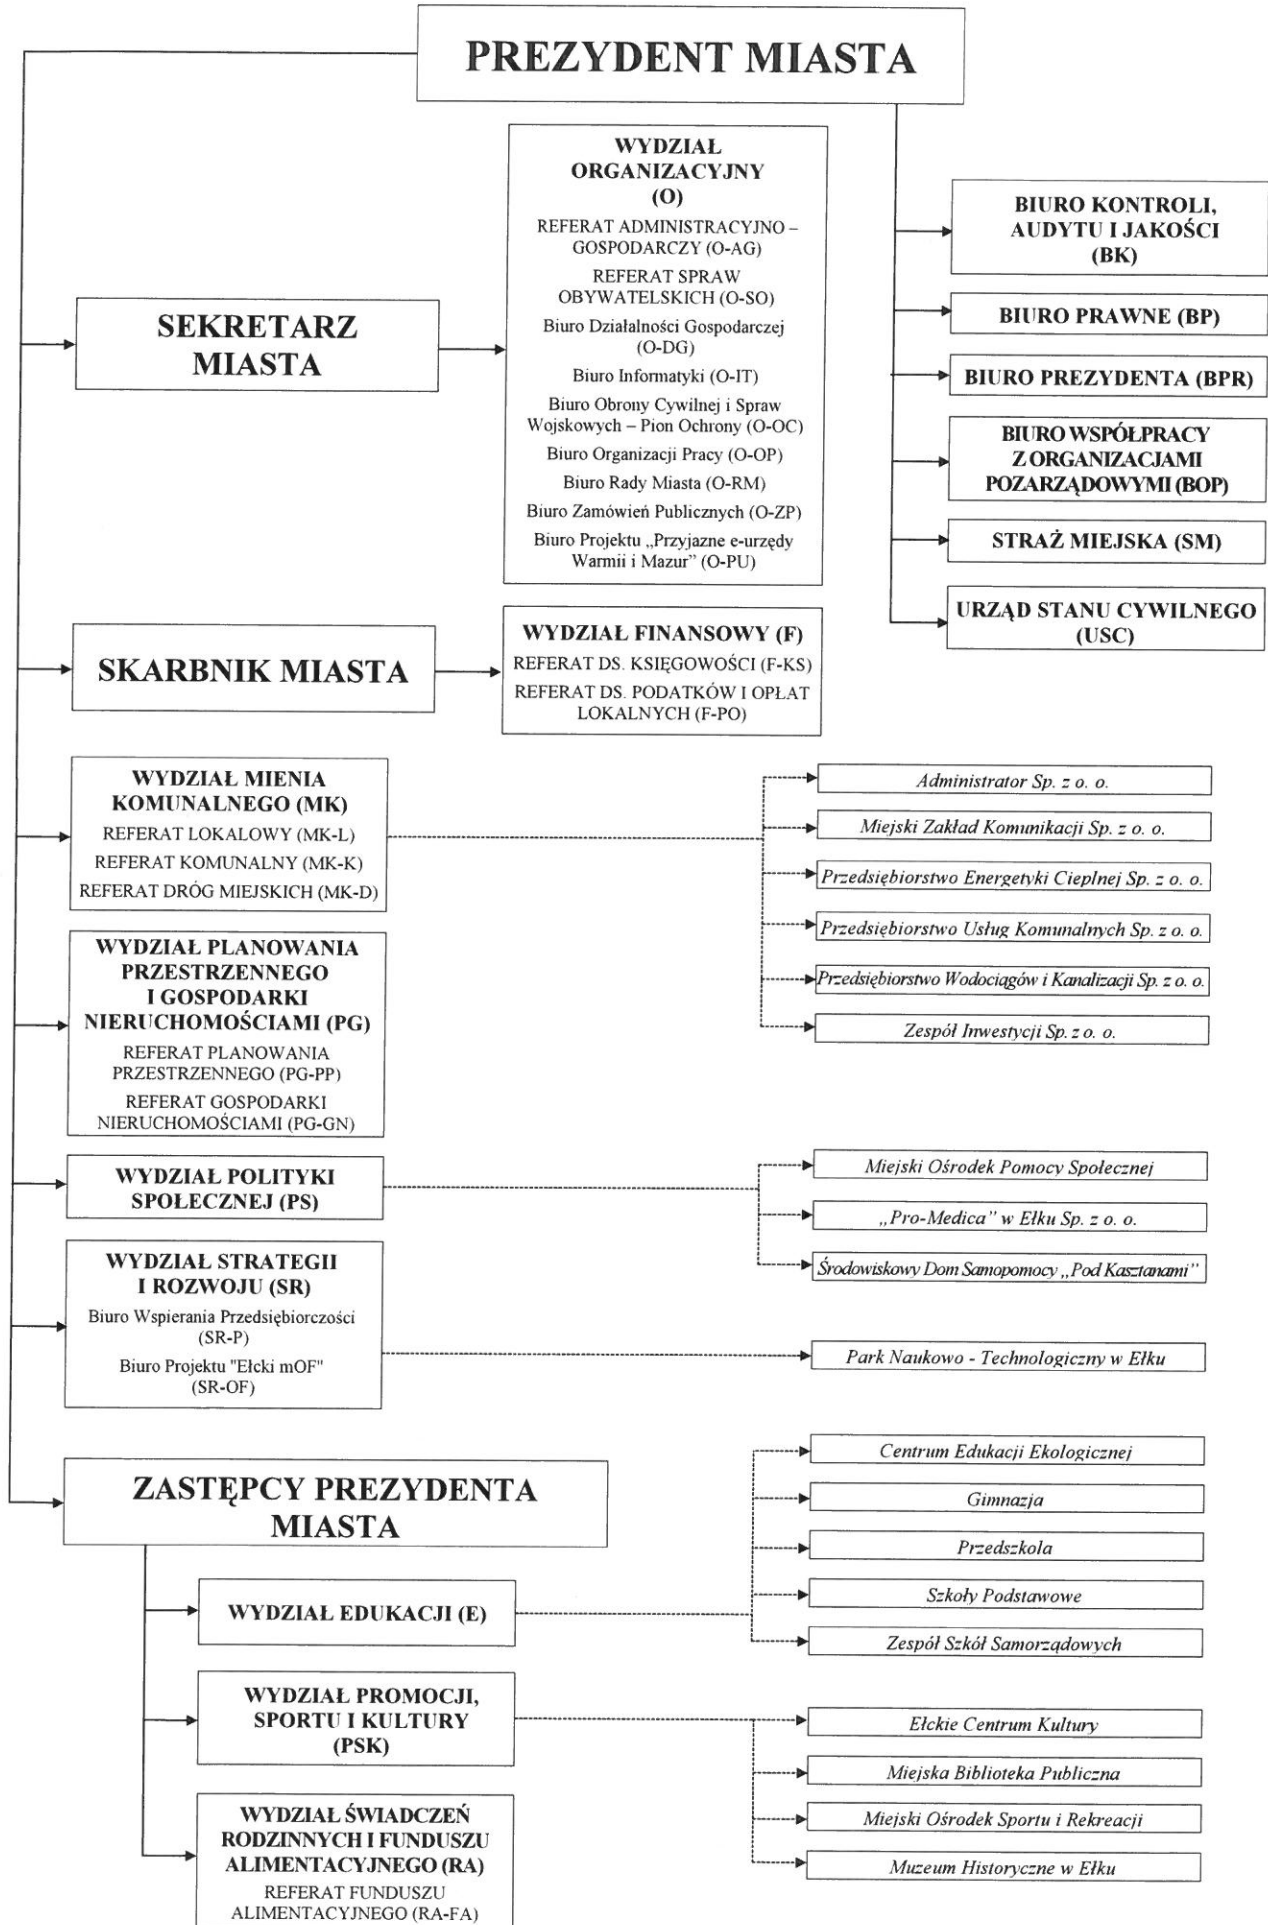 PREZYDENT MIASTA
WYDZIAŁ
ORGANIZACYJNY
(O)
REFERAT ADMINISTRACYJNO –
GOSPODARCZY (O-AG)
REFERAT SPRAW
OBYWATELSKICH (O-SO)
Biuro Działalności Gospodarczej
(O-DG)
Biuro Informatyki (O-IT)
Biuro Obrony Cywilnej i Spraw
Wojskowych – Pion Ochrony (O-OC)
Biuro Organizacji Pracy (O-OP)
Biuro Rady Miasta (O-RM)
Biuro Zamówień Publicznych (O-ZP)
Biuro Projektu „Przyjazne e-urzędy
Warmii i Mazur” (O-PU)
BIURO KONTROLI,
AUDYTU I JAKOŚCI
(BK)
BIURO PRAWNE (BP)
BIURO PREZYDENTA (BPR)
BIURO WSPÓŁPRACY
Z ORGANIZACJAMI
POZARZĄDOWYMI (BOP)
STRAŻ MIEJSKA (SM)
URZĄD STANU CYWILNEGO
(USC)
SEKRETARZ
MIASTA
SKARBNIK MIASTA
WYDZIAŁ FINANSOWY (F)
REFERAT DS. KSIĘGOWOŚCI (F-KS)
REFERAT DS. PODATKÓW I OPŁAT
LOKALNYCH (F-PO)
WYDZIAŁ MIENIA
KOMUNALNEGO (MK)
REFERAT LOKALOWY (MK-L)
REFERAT KOMUNALNY (MK-K)
REFERAT DRÓG MIEJSKICH (MK-D)
Administrator Sp. z o. o.
Miejski Zakład Komunikacji Sp. z o. o.
Przedsiębiorstwo Energetyki Cieplnej Sp. z o. o.
Przedsiębiorstwo Usług Komunalnych Sp. z o. o.
Przedsiębiorstwo Wodociągów i Kanalizacji Sp. z o. o.
Zespół Inwestycji Sp. z o. o.
WYDZIAŁ PLANOWANIA
PRZESTRZENNEGO
I GOSPODARKI
NIERUCHOMOŚCIAMI (PG)
REFERAT PLANOWANIA
PRZESTRZENNEGO (PG-PP)
REFERAT GOSPODARKI
NIERUCHOMOŚCIAMI (PG-GN)
WYDZIAŁ POLITYKI
SPOŁECZNEJ (PS)
Miejski Ośrodek Pomocy Społecznej
„Pro-Medica” w Ełku Sp. z o. o.
Środowiskowy Dom Samopomocy „Pod Kasztanami”
WYDZIAŁ STRATEGII
I ROZWOJU (SR)
Biuro Wspierania Przedsiębiorczości
(SR-P)
Biuro Projektu "Ełcki mOF"
(SR-OF)
Park Naukowo - Technologiczny w Ełku
ZASTĘPCY PREZYDENTA
MIASTA
WYDZIAŁ EDUKACJI (E)
Centrum Edukacji Ekologicznej
Gimnazja
Przedszkola
Szkoły Podstawowe
Zespół Szkół Samorządowych
WYDZIAŁ PROMOCJI,
SPORTU I KULTURY
(PSK)
Ełckie Centrum Kultury
Miejska Biblioteka Publiczna
Miejski Ośrodek Sportu i Rekreacji
Muzeum Historyczne w Ełku
WYDZIAŁ ŚWIADCZEŃ
RODZINNYCH I FUNDUSZU
ALIMENTACYJNEGO (RA)
REFERAT FUNDUSZU
ALIMENTACYJNEGO (RA-FA)